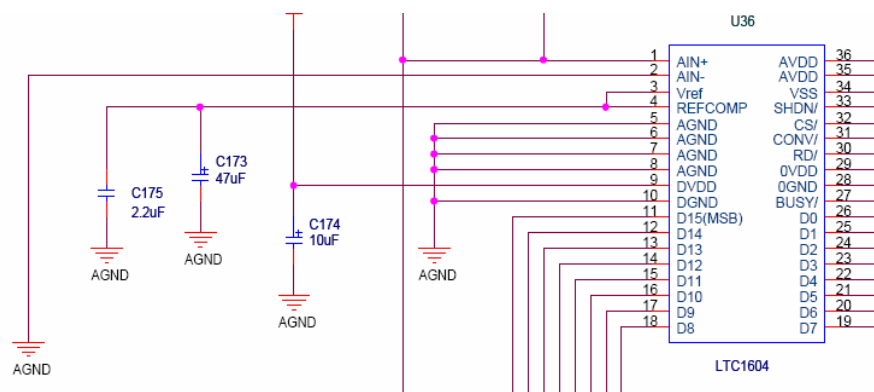 U36
1 AIN+ AVDD 36
2 AIN- AVDD 35
3 Vref VSS 34
4 REFCOMP SHDN/ 33
5 AGND CS/ 32
6 AGND CONV/ 31
7 AGND RD/ 30
8 AGND 0VDD 29
9 DVDD 0GND 28
10 DGND BUSY/ 27
11 D15(MSB) D0 26
12 D14 D1 25
13 D13 D2 24
14 D12 D3 23
15 D11 D4 22
16 D10 D5 21
17 D9 D6 20
18 D8 D7 19
LTC1604
C173
47uF
C175
2.2uF
C174
10uF
AGND
AGND
AGND
AGND
AGND